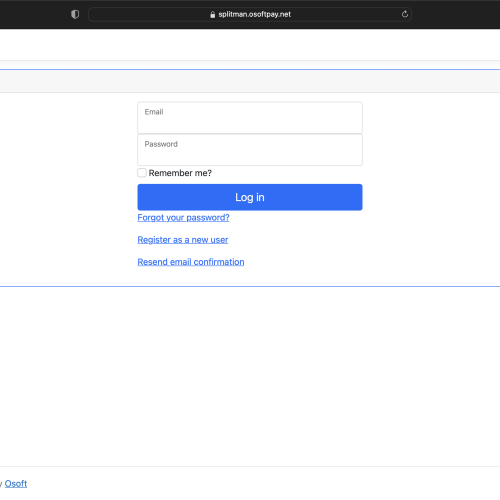 splitman.osoftpay.net
Email
Password
Remember me?
Log in
Forgot your password?
Register as a new user
Resend email confirmation
y Osoft